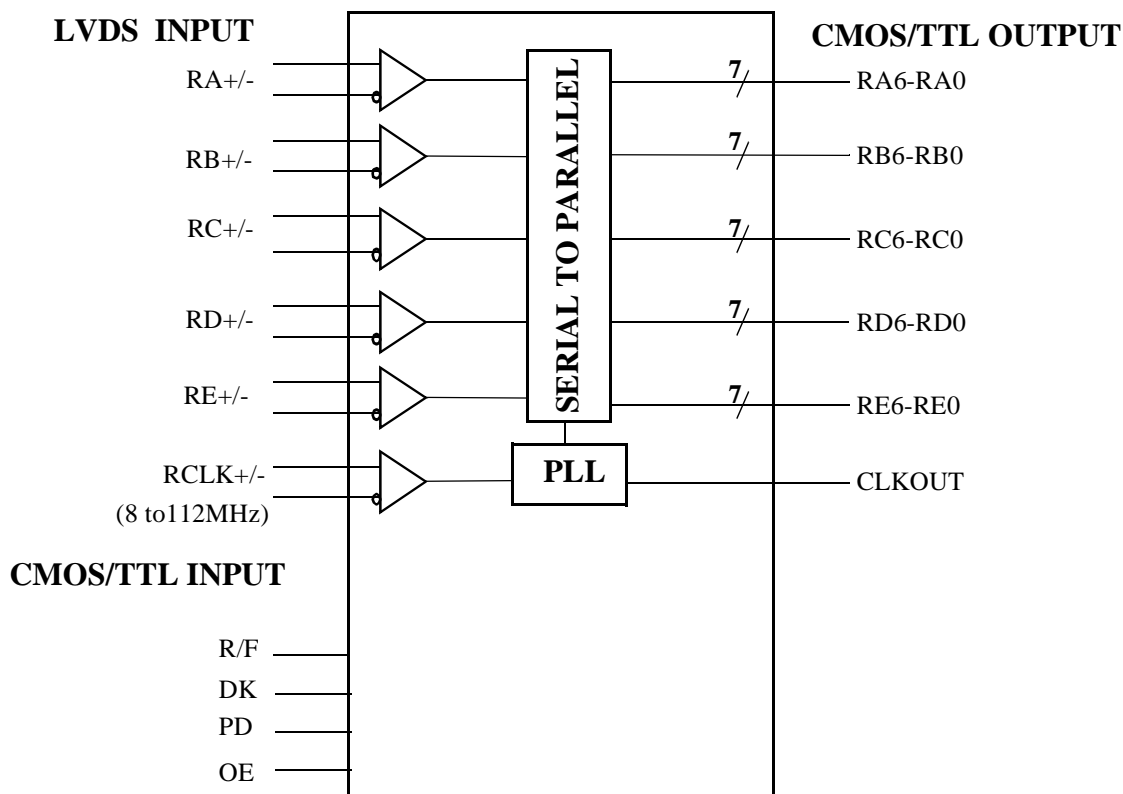 LVDS INPUT
CMOS/TTL OUTPUT
RA+/-
7
RA6-RA0
RB+/-
7
RB6-RB0
RC+/-
7
RC6-RC0
RD+/-
7
RD6-RD0
RE+/-
7
RE6-RE0
SERIAL TO PARALLEL
RCLK+/-
(8 to112MHz)
PLL
CLKOUT
CMOS/TTL INPUT
R/F
DK
PD
OE